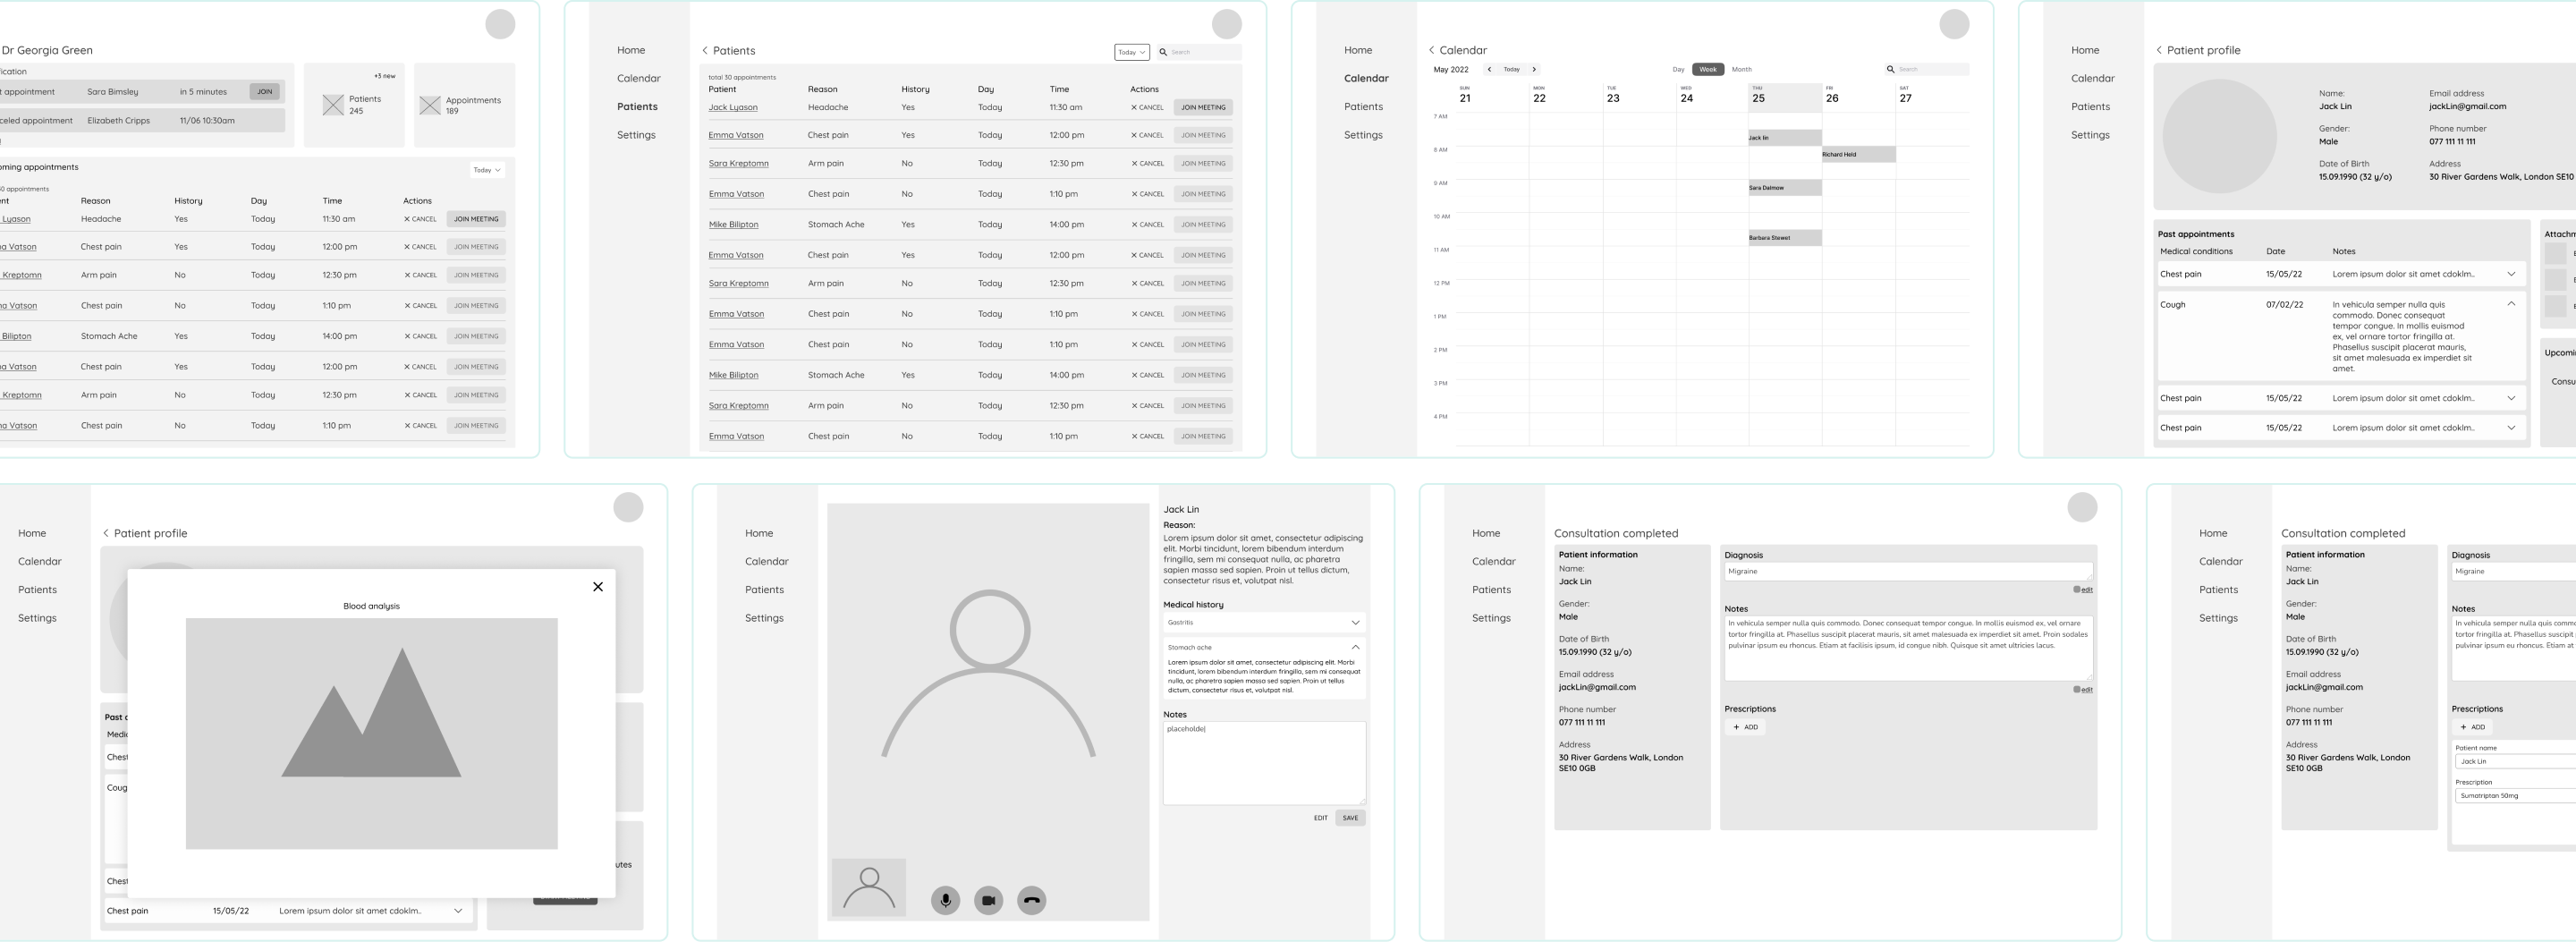 Dr Georgia Green
ication
t appointment Sara Bimsley in 5 minutes JOIN
celed appointment Elizabeth Cripps 11/06 10:30am
+3 new
Patients
245
Appointments
189
oming appointments
Today
30 appointments
ent Reason History Day Time Actions
Lyason Headache Yes Today 11:30 am CANCEL JOIN MEETING
na Vatson Chest pain Yes Today 12:00 pm CANCEL JOIN MEETING
Kreptomn Arm pain No Today 12:30 pm CANCEL JOIN MEETING
na Vatson Chest pain No Today 1:10 pm CANCEL JOIN MEETING
Bilipton Stomach Ache Yes Today 14:00 pm CANCEL JOIN MEETING
na Vatson Chest pain Yes Today 12:00 pm CANCEL JOIN MEETING
Kreptomn Arm pain No Today 12:30 pm CANCEL JOIN MEETING
na Vatson Chest pain No Today 1:10 pm CANCEL JOIN MEETING
Home
Calendar
Patients
Settings
Patients
Today
Search
total 30 appointments
Patient Reason History Day Time Actions
Jack Lyason Headache Yes Today 11:30 am CANCEL JOIN MEETING
Emma Vatson Chest pain Yes Today 12:00 pm CANCEL JOIN MEETING
Sara Kreptomn Arm pain No Today 12:30 pm CANCEL JOIN MEETING
Emma Vatson Chest pain No Today 1:10 pm CANCEL JOIN MEETING
Mike Bilipton Stomach Ache Yes Today 14:00 pm CANCEL JOIN MEETING
Emma Vatson Chest pain Yes Today 12:00 pm CANCEL JOIN MEETING
Sara Kreptomn Arm pain No Today 12:30 pm CANCEL JOIN MEETING
Emma Vatson Chest pain No Today 1:10 pm CANCEL JOIN MEETING
Emma Vatson Chest pain No Today 1:10 pm CANCEL JOIN MEETING
Mike Bilipton Stomach Ache Yes Today 14:00 pm CANCEL JOIN MEETING
Sara Kreptomn Arm pain No Today 12:30 pm CANCEL JOIN MEETING
Emma Vatson Chest pain No Today 1:10 pm CANCEL JOIN MEETING
Home
Calendar
Patients
Settings
Calendar
May 2022 Today Day Week Month Search
SUN MON TUE WED THU FRI SAT
21 22 23 24 25 26 27
7 AM
Jack lin
8 AM
Richard Held
9 AM
Sara Dalmow
10 AM
Barbara Stewet
11 AM
12 PM
1 PM
2 PM
3 PM
4 PM
Home
Calendar
Patients
Settings
Patient profile
Name: Email address
Jack Lin jackLin@gmail.com
Gender: Phone number
Male 077 111 11 111
Date of Birth Address
15.09.1990 (32 y/o) 30 River Gardens Walk, London SE10
Past appointments
Medical conditions Date Notes
Chest pain 15/05/22 Lorem ipsum dolor sit amet cdoklm..
Cough 07/02/22 In vehicula semper nulla quis
commodo. Donec consequat
tempor congue. In mollis euismod
ex, vel ornare tortor fringilla at.
Phasellus suscipit placerat mauris,
sit amet malesuada ex imperdiet sit
amet.
Chest pain 15/05/22 Lorem ipsum dolor sit amet cdoklm..
Chest pain 15/05/22 Lorem ipsum dolor sit amet cdoklm..
Attachm
Upcomin
Consu
Home
Calendar
Patients
Settings
Patient profile
Blood analysis
Past a
Medic
Chest
Coug
Chest
utes
Chest pain 15/05/22 Lorem ipsum dolor sit amet cdoklm..
Home
Calendar
Patients
Settings
Jack Lin
Reason:
Lorem ipsum dolor sit amet, consectetur adipiscing
elit. Morbi tincidunt, lorem bibendum interdum
fringilla, sem mi consequat nulla, ac pharetra
sapien massa sed sapien. Proin ut tellus dictum,
consectetur risus et, volutpat nisl.
Medical history
Gastritis
Stomach ache
Lorem ipsum dolor sit amet, consectetur adipiscing elit. Morbi
tincidunt, lorem bibendum interdum fringilla, sem mi consequat
nulla, ac pharetra sapien massa sed sapien. Proin ut tellus
dictum, consectetur risus et, volutpat nisl.
Notes
placeholde|
EDIT SAVE
Home
Calendar
Patients
Settings
Consultation completed
Patient information
Name:
Jack Lin
Gender:
Male
Date of Birth
15.09.1990 (32 y/o)
Email address
jackLin@gmail.com
Phone number
077 111 11 111
Address
30 River Gardens Walk, London
SE10 0GB
Diagnosis
Migraine
edit
Notes
In vehicula semper nulla quis commodo. Donec consequat tempor congue. In mollis euismod ex, vel ornare
tortor fringilla at. Phasellus suscipit placerat mauris, sit amet malesuada ex imperdiet sit amet. Proin sodales
pulvinar ipsum eu rhoncus. Etiam at facilisis ipsum, id congue nibh. Quisque sit amet ultricies lacus.
edit
Prescriptions
+ ADD
Home
Calendar
Patients
Settings
Consultation completed
Patient information
Name:
Jack Lin
Gender:
Male
Date of Birth
15.09.1990 (32 y/o)
Email address
jackLin@gmail.com
Phone number
077 111 11 111
Address
30 River Gardens Walk, London
SE10 0GB
Diagnosis
Migraine
Notes
In vehicula semper nulla quis comm
tortor fringilla at. Phasellus suscipit
pulvinar ipsum eu rhoncus. Etiam at
Prescriptions
+ ADD
Patient name
Jack Lin
Prescription
Sumatriptan 50mg